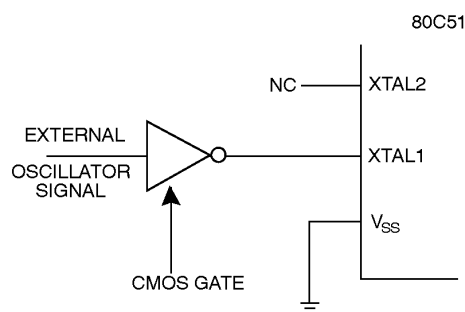 80C51
NC
XTAL2
EXTERNAL
OSCILLATOR
SIGNAL
XTAL1
VSS
CMOS GATE